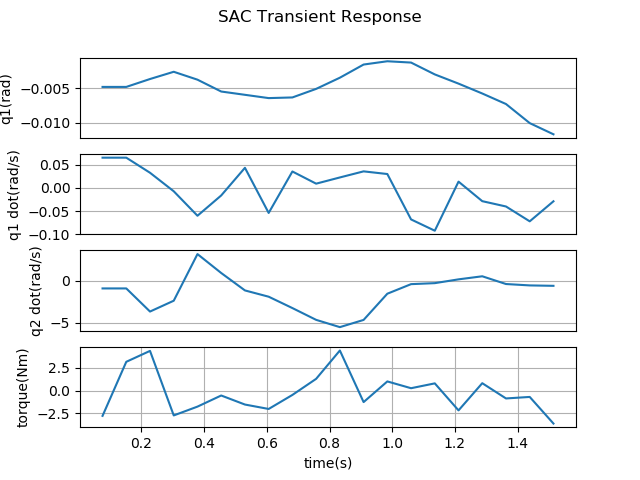 SAC Transient Response
q1(rad)
−0.005
−0.010
q1 dot(rad/s)
0.05
0.00
−0.05
−0.10
q2 dot(rad/s)
0
−5
torque(Nm)
2.5
0.0
−2.5
0.2 0.4 0.6 0.8 1.0 1.2 1.4
time(s)